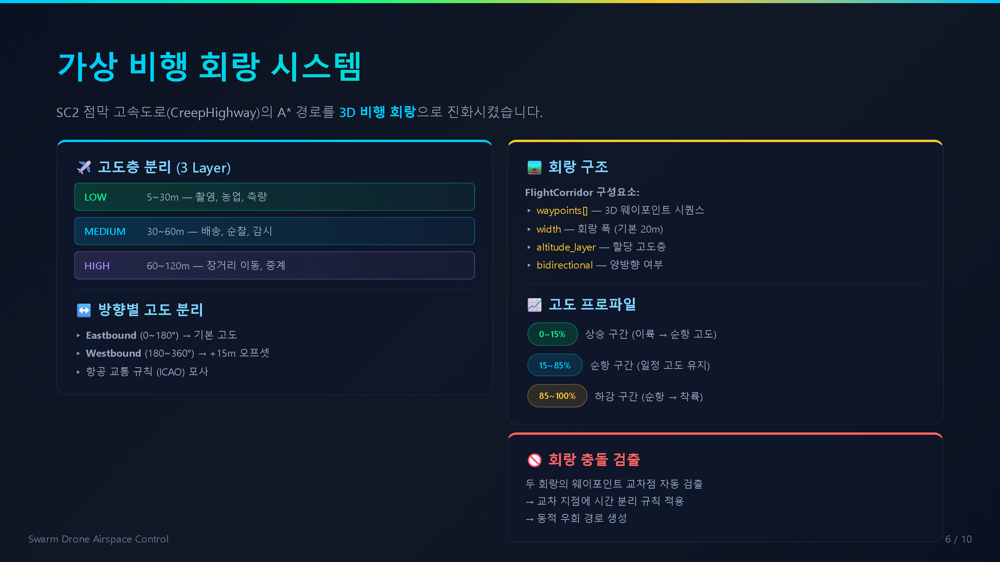 가상 비행 회랑 시스템
SC2 점막 고속도로(CreepHighway)의 A* 경로를 3D 비행 회랑으로 진화시켰습니다.
✈️ 고도층 분리 (3 Layer)
LOW 5~30m — 촬영, 농업, 측량
MEDIUM 30~60m — 배송, 순찰, 감시
HIGH 60~120m — 장거리 이동, 중계
↔️ 방향별 고도 분리
‣ Eastbound (0~180°) → 기본 고도
‣ Westbound (180~360°) → +15m 오프셋
‣ 항공 교통 규칙 (ICAO) 모사
🛤️ 회랑 구조
FlightCorridor 구성요소:
‣ waypoints[] — 3D 웨이포인트 시퀀스
‣ width — 회랑 폭 (기본 20m)
‣ altitude_layer — 할당 고도층
‣ bidirectional — 양방향 여부
📈 고도 프로파일
0~15% 상승 구간 (이륙 → 순항 고도)
15~85% 순항 구간 (일정 고도 유지)
85~100% 하강 구간 (순항 → 착륙)
🚫 회랑 충돌 검출
두 회랑의 웨이포인트 교차점 자동 검출
→ 교차 지점에 시간 분리 규칙 적용
→ 동적 우회 경로 생성
Swarm Drone Airspace Control
6 / 10